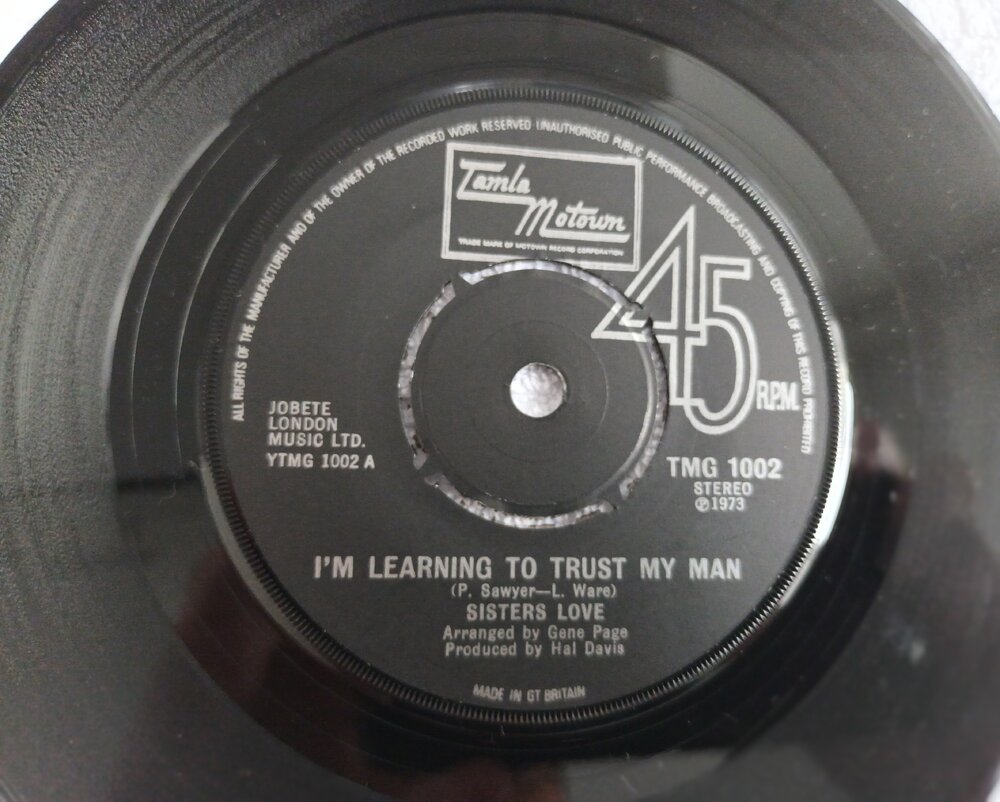 ALL RIGHTS OF THE MANUFACTURER AND OF THE OWNER OF THE RECORDED WORK RESERVED UNAUTHORISED PUBLIC PERFORMANCE BROADCASTING AND COPYING OF THIS RECORD PROHIBITED
Tamla
Motown
TRADE MARK OF MOTOWN RECORD CORPORATION
45
R.P.M.
JOBETE
LONDON
MUSIC LTD.
YTMG 1002 A
TMG 1002
STEREO
℗1973
I'M LEARNING TO TRUST MY MAN
(P. Sawyer—L. Ware)
SISTERS LOVE
Arranged by Gene Page
Produced by Hal Davis
MADE IN GT BRITAIN